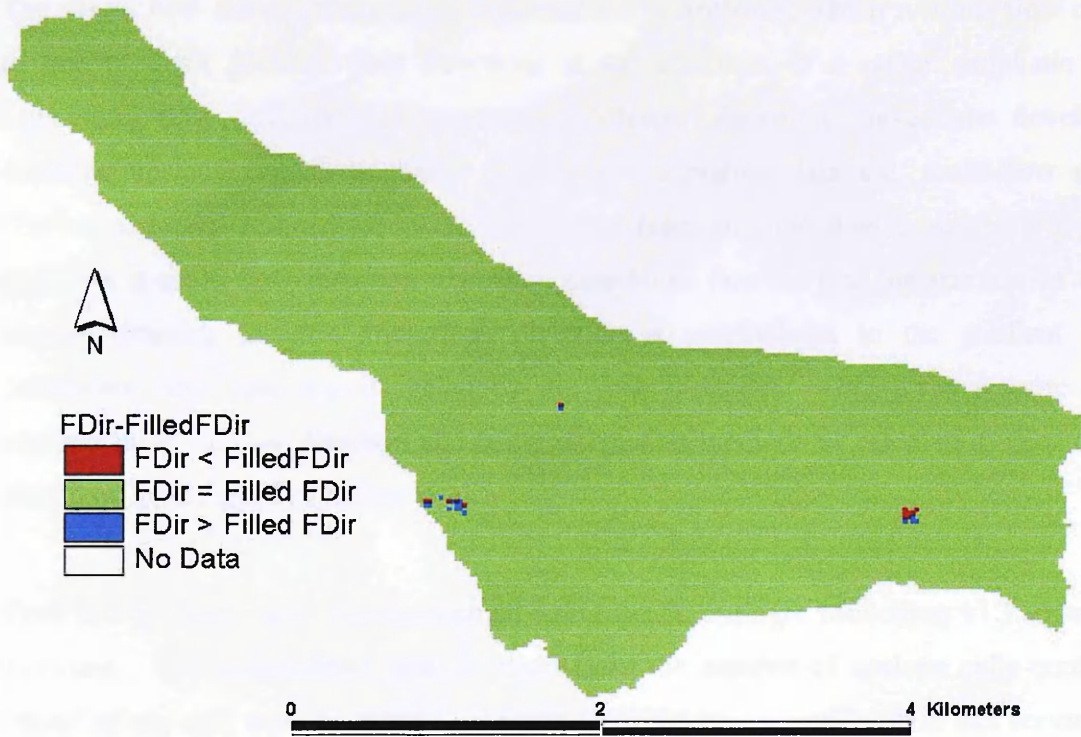 N
FDir-FilledFDir
FDir < FilledFDir
FDir = Filled FDir
FDir > Filled FDir
No Data
0 2 4 Kilometers